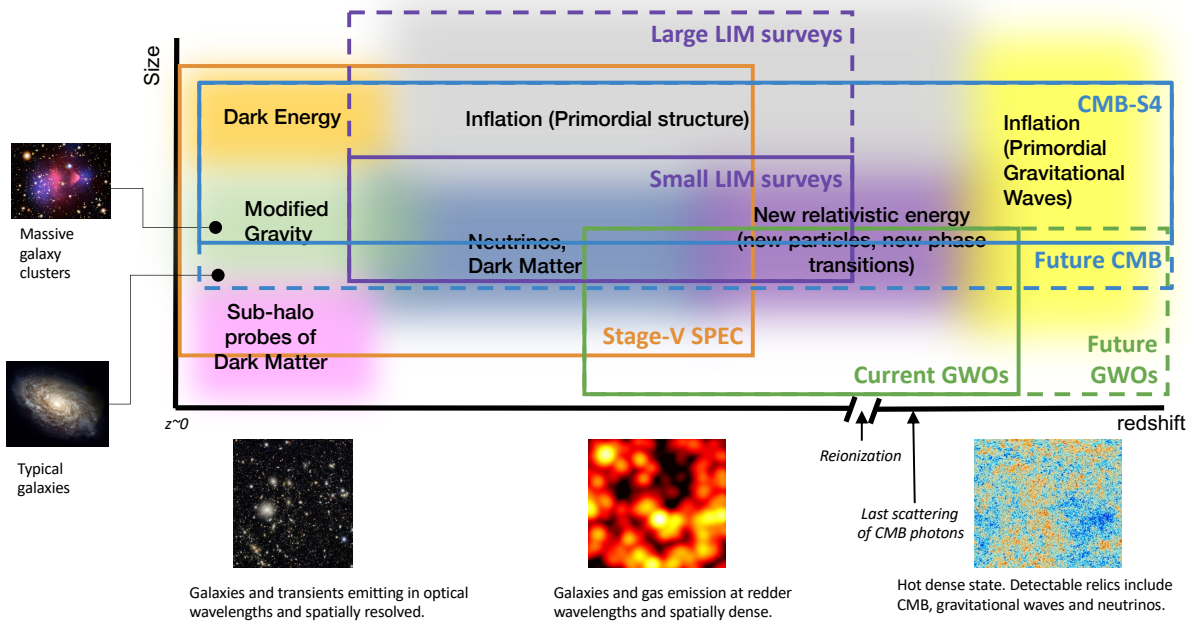 Large LIM surveys
Size
CMB-S4
Dark Energy
Inflation (Primordial structure)
Inflation
(Primordial
Gravitational
Waves)
Small LIM surveys
Massive
galaxy
clusters
Modified
Gravity
New relativistic energy
(new particles, new phase
transitions)
Neutrinos,
Dark Matter
Future CMB
Sub-halo
probes of
Dark Matter
Stage-V SPEC
Future
GWOs
Current GWOs
z~0
redshift
Typical
galaxies
Reionization
Last scattering
of CMB photons
Galaxies and transients emitting in optical
wavelengths and spatially resolved.
Galaxies and gas emission at redder
wavelengths and spatially dense.
Hot dense state. Detectable relics include
CMB, gravitational waves and neutrinos.